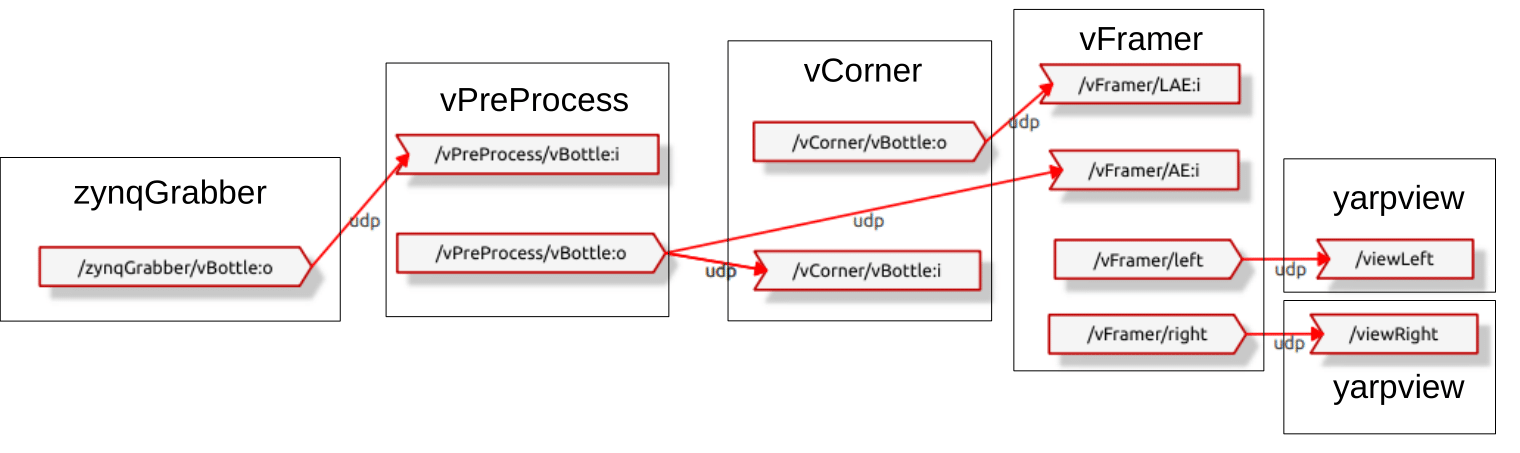 zynqGrabber
/zynqGrabber/vBottle:o
udp
vPreProcess
/vPreProcess/vBottle:i
/vPreProcess/vBottle:o
udp
udp
vCorner
/vCorner/vBottle:o
/vCorner/vBottle:i
udp
vFramer
/vFramer/LAE:i
/vFramer/AE:i
/vFramer/left
/vFramer/right
udp
udp
yarpview
/viewLeft
/viewRight
yarpview